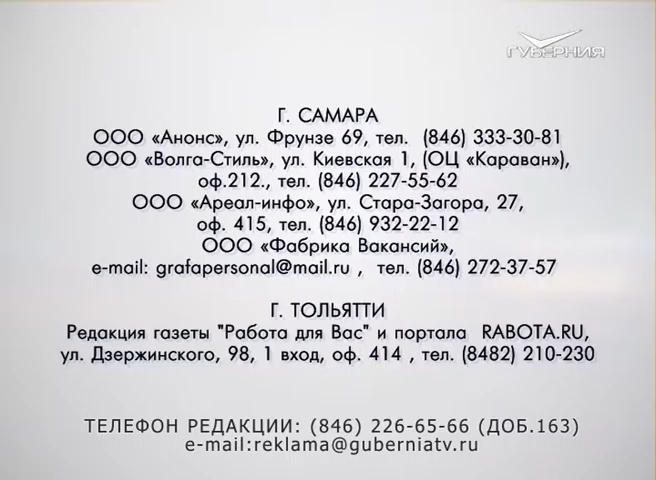 ГУБЕРНИЯ
Г. САМАРА
ООО «Анонс», ул. Фрунзе 69, тел. (846) 333-30-81
ООО «Волга-Стиль», ул. Киевская 1, (ОЦ «Караван»),
оф.212., тел. (846) 227-55-62
ООО «Ареал-инфо», ул. Стара-Загора, 27,
оф. 415, тел. (846) 932-22-12
ООО «Фабрика Вакансий»,
e-mail: grafapersonal@mail.ru , тел. (846) 272-37-57
Г. ТОЛЬЯТТИ
Редакция газеты "Работа для Вас" и портала RABOTA.RU,
ул. Дзержинского, 98, 1 вход, оф. 414 , тел. (8482) 210-230
ТЕЛЕФОН РЕДАКЦИИ: (846) 226-65-66 (ДОБ.163)
e-mail:reklama@guberniatv.ru